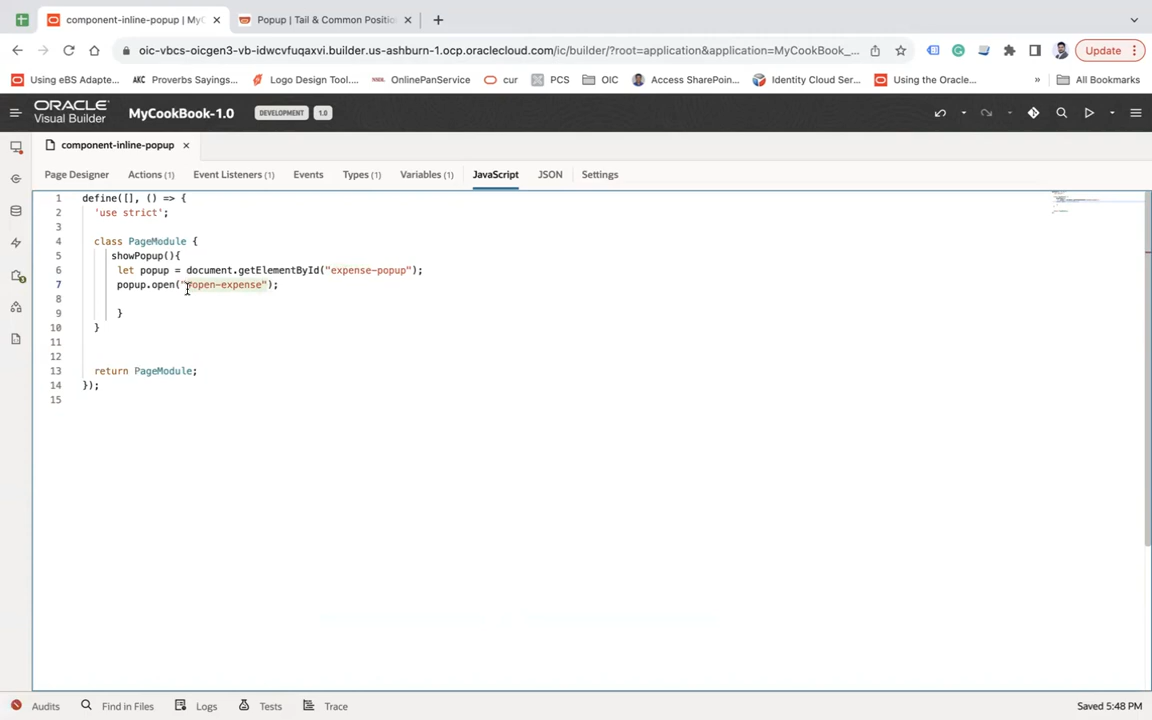 component-inline-popup | MyC
Popup | Tail & Common Positio
oic-vbcs-oicgen3-vb-idwcvfuqaxvi.builder.us-ashburn-1.ocp.oraclecloud.com/ic/builder/?root=application&application=MyCookBook_...
Update
Using eBS Adapte...
AKC
Proverbs Sayings...
Logo Design Tool,...
OnlinePanService
cur
PCS
OIC
Access SharePoin...
Identity Cloud Ser...
Using the Oracle...
»
All Bookmarks
ORACLE
Visual Builder
MyCookBook-1.0
DEVELOPMENT
1.0
component-inline-popup
Page Designer
Actions (1)
Event Listeners (1)
Events
Types (1)
Variables (1)
JavaScript
JSON
Settings
1 define([], () => {
2 'use strict';
3
4 class PageModule {
5 showPopup(){
6 let popup = document.getElementById("expense-popup");
7 popup.open("#open-expense");
8
9 }
10 }
11
12
13 return PageModule;
14 });
15
Audits
Find in Files
Logs
Tests
Trace
Saved 5:48 PM